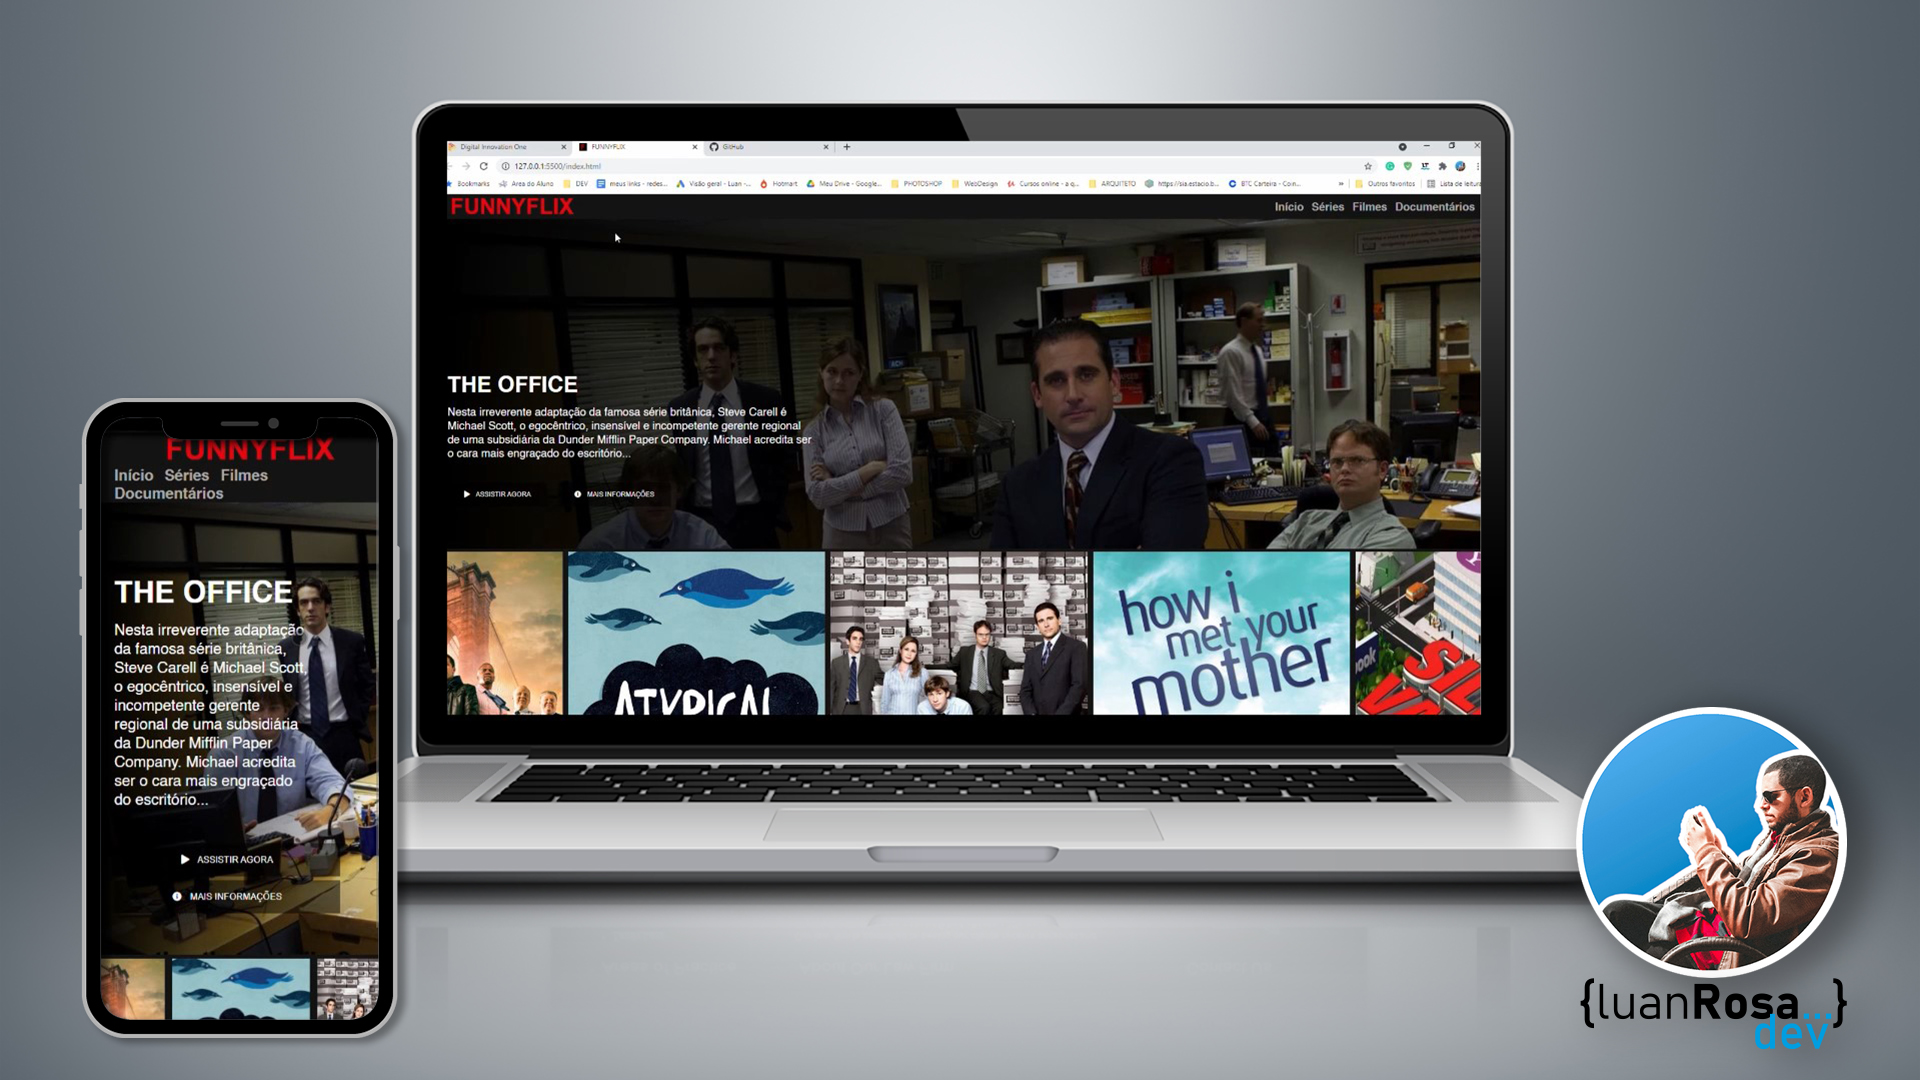 Digital Innovation One
FUNNYFLIX
GitHub
127.0.0.1:5500/index.html
Bookmarks
Area do Aluno
DEV
meus links - redes...
Visão geral - Luan -...
Hotmart
Meu Drive - Google...
PHOTOSHOP
WebDesign
Cursos online - a q...
ARQUITETO
https://sia.estacio.b...
BTC Carteira - Coin...
»
Outros favoritos
Lista de leitura
FUNNYFLIX
Início Séries Filmes Documentários
THE OFFICE
Nesta irreverente adaptação da famosa série britânica, Steve Carell é
Michael Scott, o egocêntrico, insensível e incompetente gerente regional
de uma subsidiária da Dunder Mifflin Paper Company. Michael acredita ser
o cara mais engraçado do escritório...
ASSISTIR AGORA
MAIS INFORMAÇÕES
ATYPICAL
how i
met your
mother
FUNNYFLIX
Início Séries Filmes
Documentários
THE OFFICE
Nesta irreverente adaptação
da famosa série britânica,
Steve Carell é Michael Scott,
o egocêntrico, insensível e
incompetente gerente
regional de uma subsidiária
da Dunder Mifflin Paper
Company. Michael acredita
ser o cara mais engraçado
do escritório...
ASSISTIR AGORA
MAIS INFORMAÇÕES
{luanRosa...}
dev